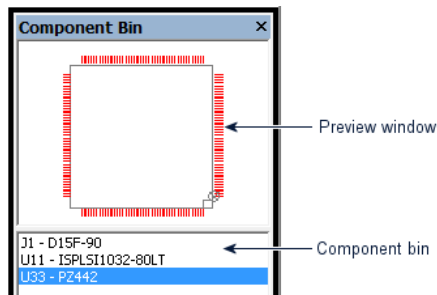 Component Bin ×
Preview window
J1 - D15F-90
Component bin
U11 - ISPLSI1032-80LT
U33 - PZ442